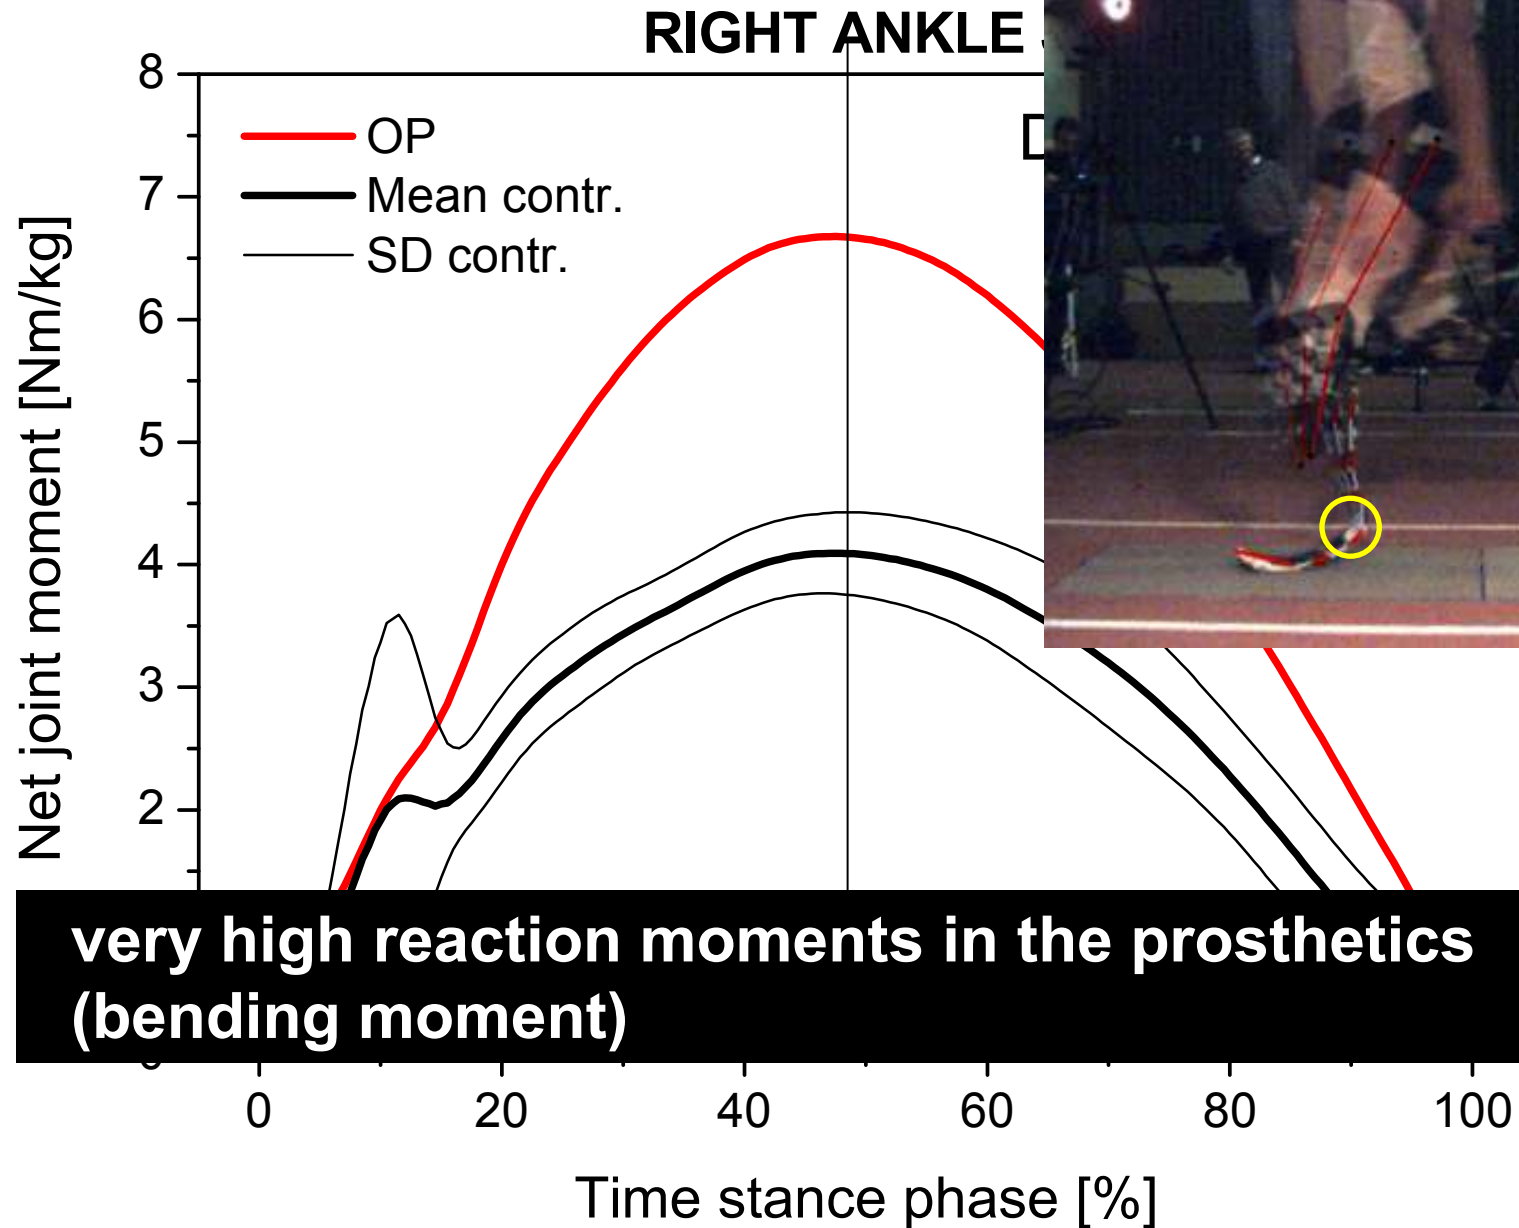 RIGHT ANKLE
OP
Mean contr.
SD contr.
Net joint moment [Nm/kg]
8
7
6
5
4
3
2
very high reaction moments in the prosthetics
(bending moment)
0 20 40 60 80 100
Time stance phase [%]